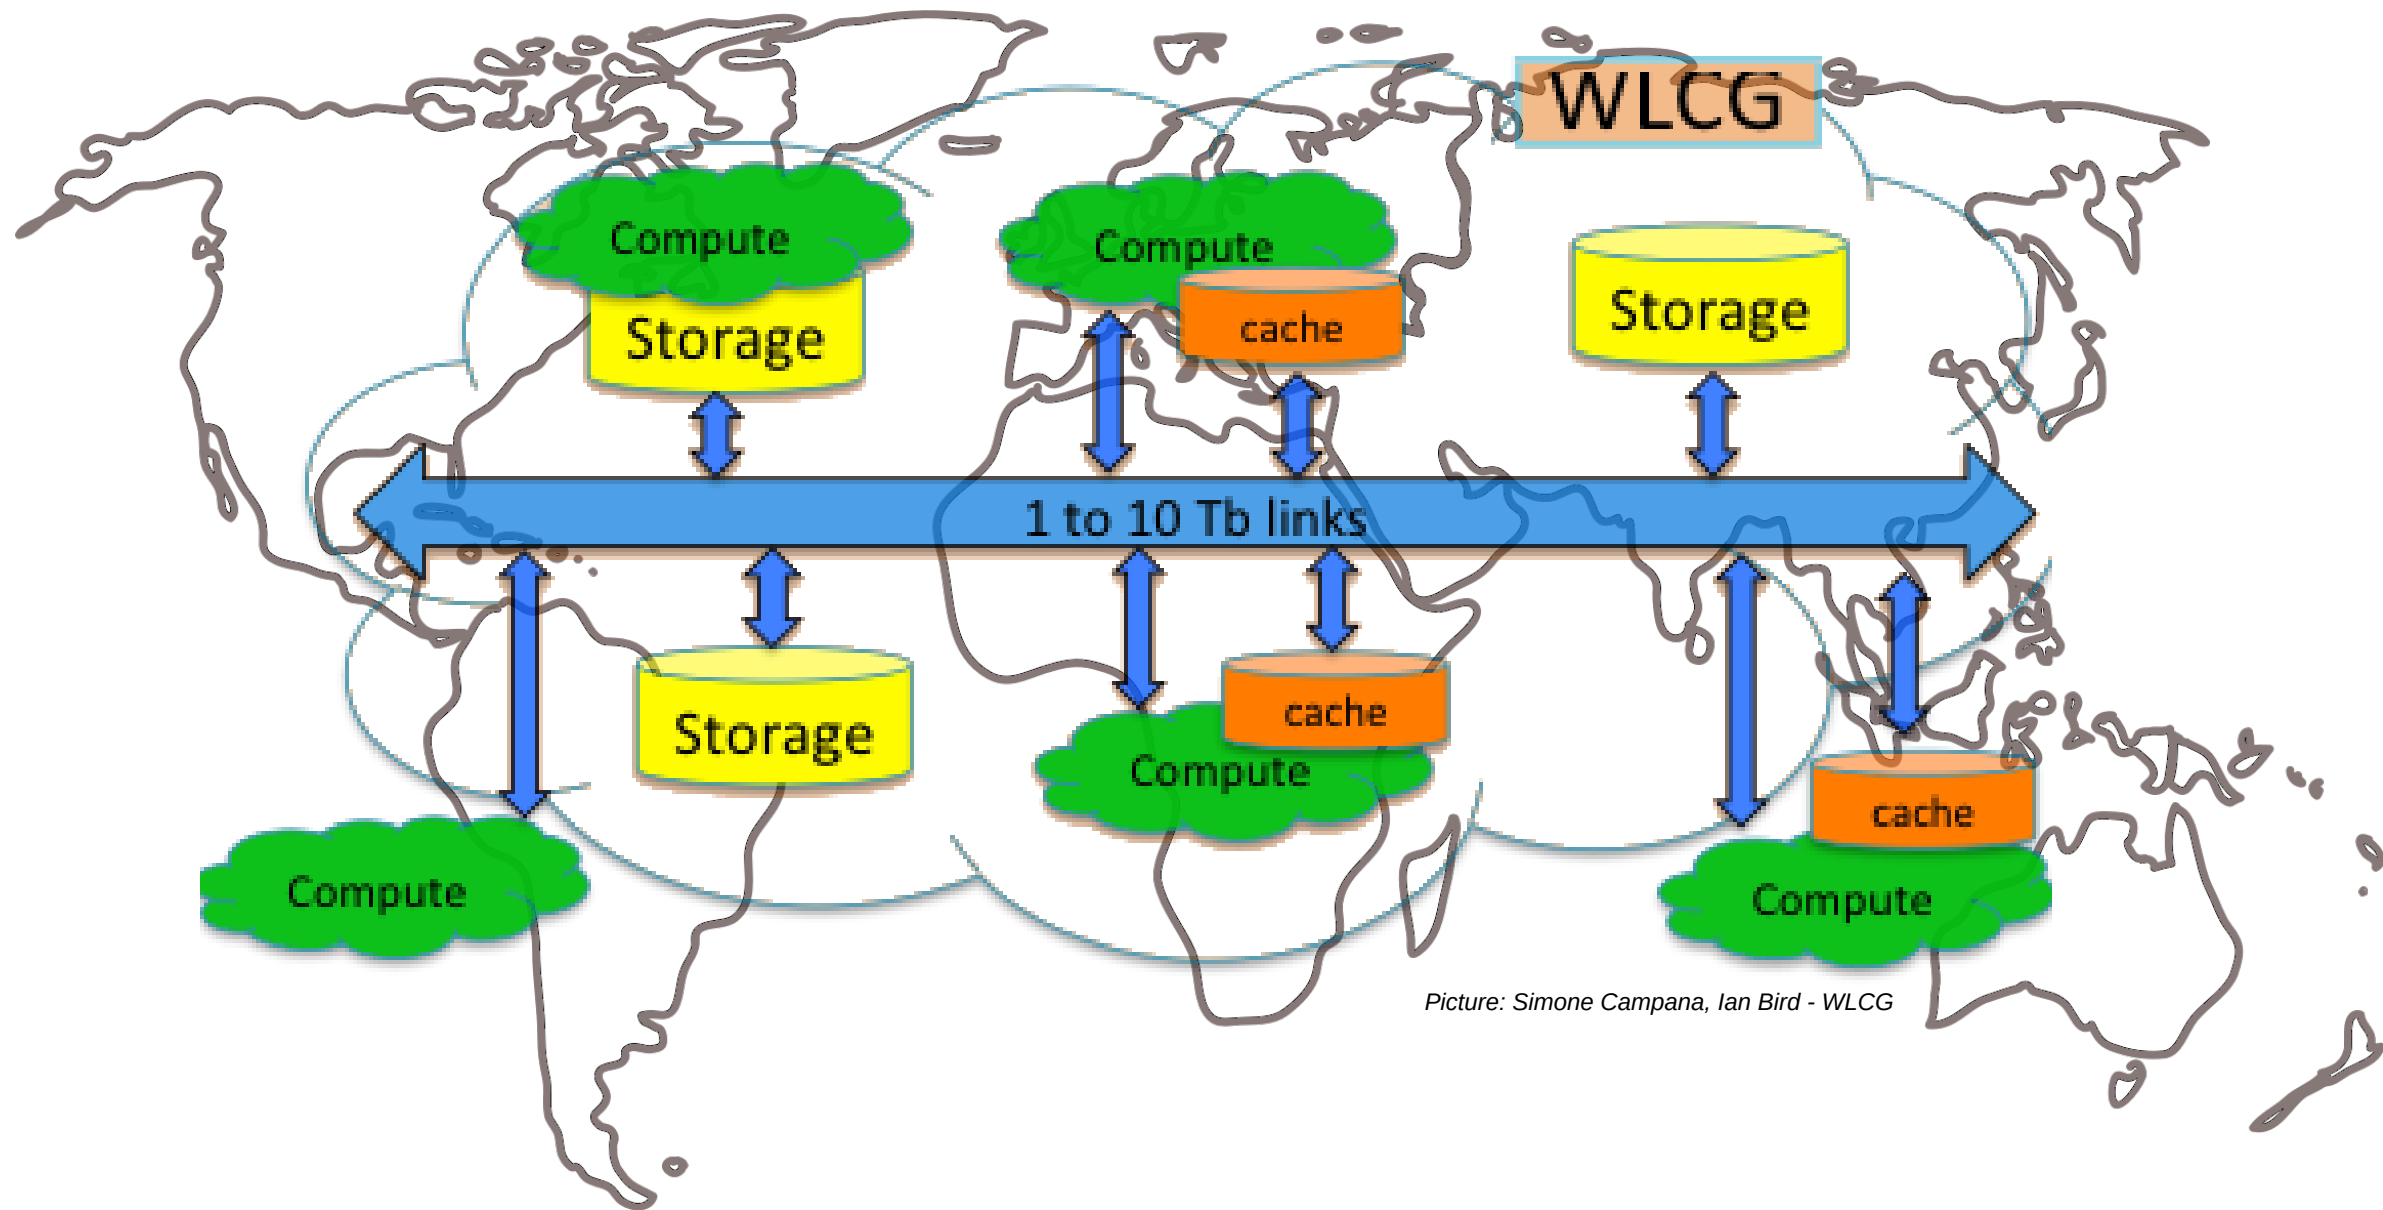 WLCG
Compute
Storage
Compute
cache
Storage
1 to 10 Tb links
Storage
cache
Compute
cache
Compute
Compute
Picture: Simone Campana, Ian Bird - WLCG